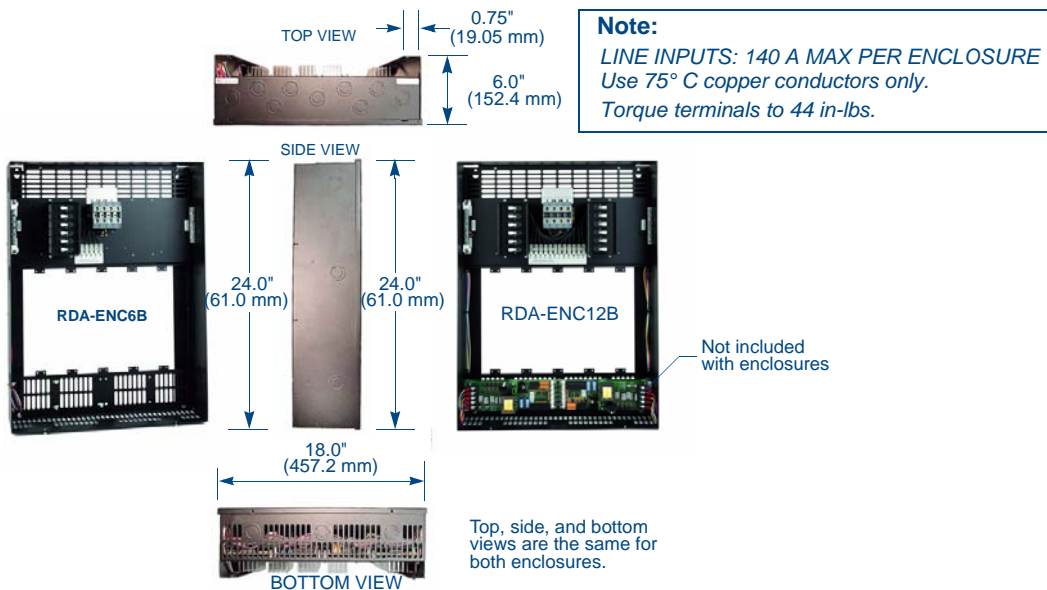 TOP VIEW
0.75"
(19.05 mm)
6.0"
(152.4 mm)
Note:
LINE INPUTS: 140 A MAX PER ENCLOSURE
Use 75° C copper conductors only.
Torque terminals to 44 in-lbs.
SIDE VIEW
24.0"
(61.0 mm)
24.0"
(61.0 mm)
RDA-ENC6B
RDA-ENC12B
Not included
with enclosures
18.0"
(457.2 mm)
Top, side, and bottom
views are the same for
both enclosures.
BOTTOM VIEW